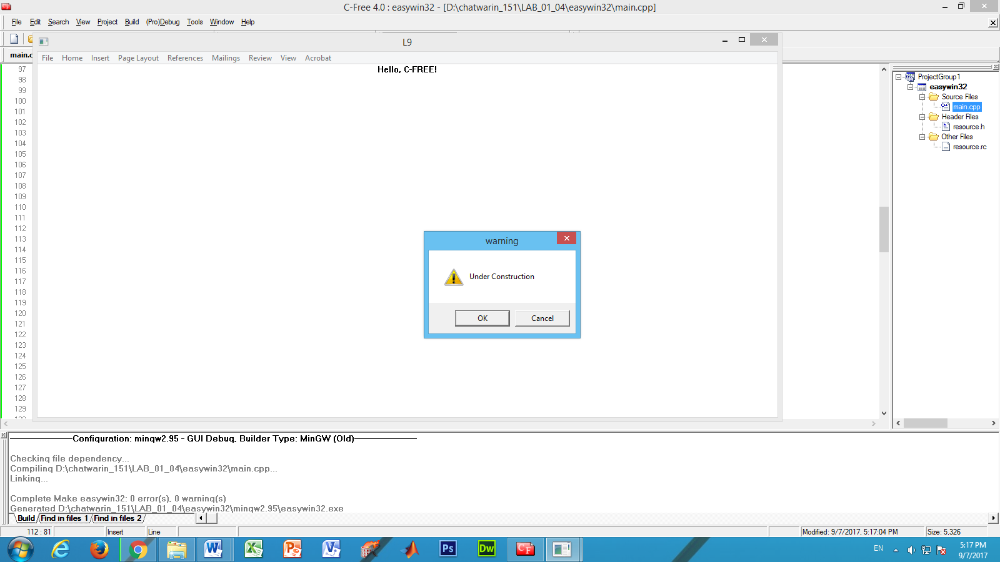 C-Free 4.0 : easywin32 - [D:\chatwarin_151\LAB_01_04\easywin32\main.cpp]
File Edit Search View Project Build (Pro)Debug Tools Window Help
L9
main.c
File Home Insert Page Layout References Mailings Review View Acrobat
Hello, C-FREE!
97
98
99
100
101
102
103
104
105
106
107
108
109
110
111
112
113
114
115
116
117
118
119
120
121
122
123
124
125
126
127
128
129
warning
Under Construction
OK Cancel
ProjectGroup1
easywin32
Source Files
main.cpp
Header Files
resource.h
Other Files
resource.rc
Configuration: mingw2.95 - GUI Debug, Builder Type: MinGW (Old)
Checking file dependency...
Compiling D:\chatwarin_151\LAB_01_04\easywin32\main.cpp...
Linking...
Complete Make easywin32: 0 error(s), 0 warning(s)
Generated D:\chatwarin_151\LAB_01_04\easywin32\mingw2.95\easywin32.exe
Build Find in files 1 Find in files 2
112 : 81 Insert Line Modified: 9/7/2017, 5:17:04 PM Size: 5,326
Ps Dw CF
EN 5:17 PM
9/7/2017